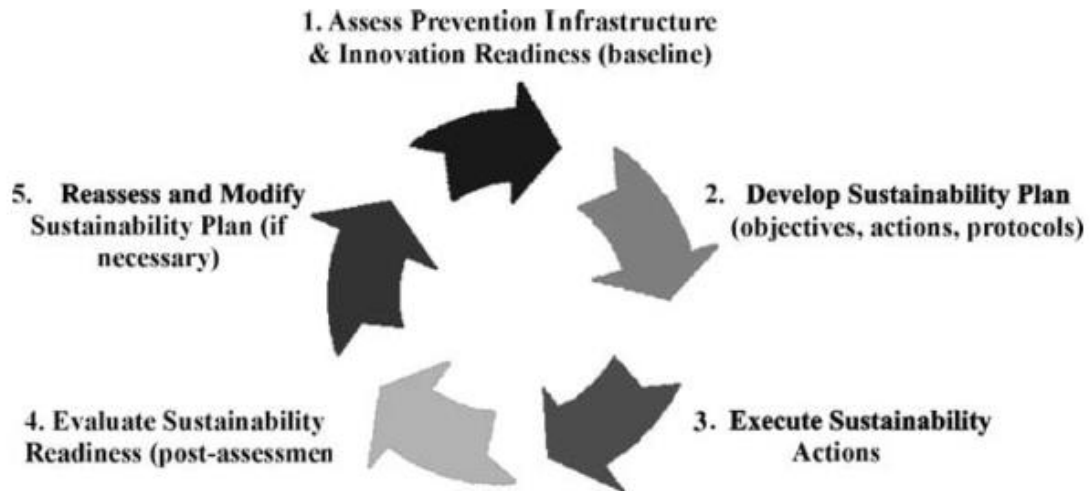 1. Assess Prevention Infrastructure
& Innovation Readiness (baseline)
2. Develop Sustainability Plan
(objectives, actions, protocols)
3. Execute Sustainability
Actions
4. Evaluate Sustainability
Readiness (post-assessmen
5. Reassess and Modify
Sustainability Plan (if
necessary)